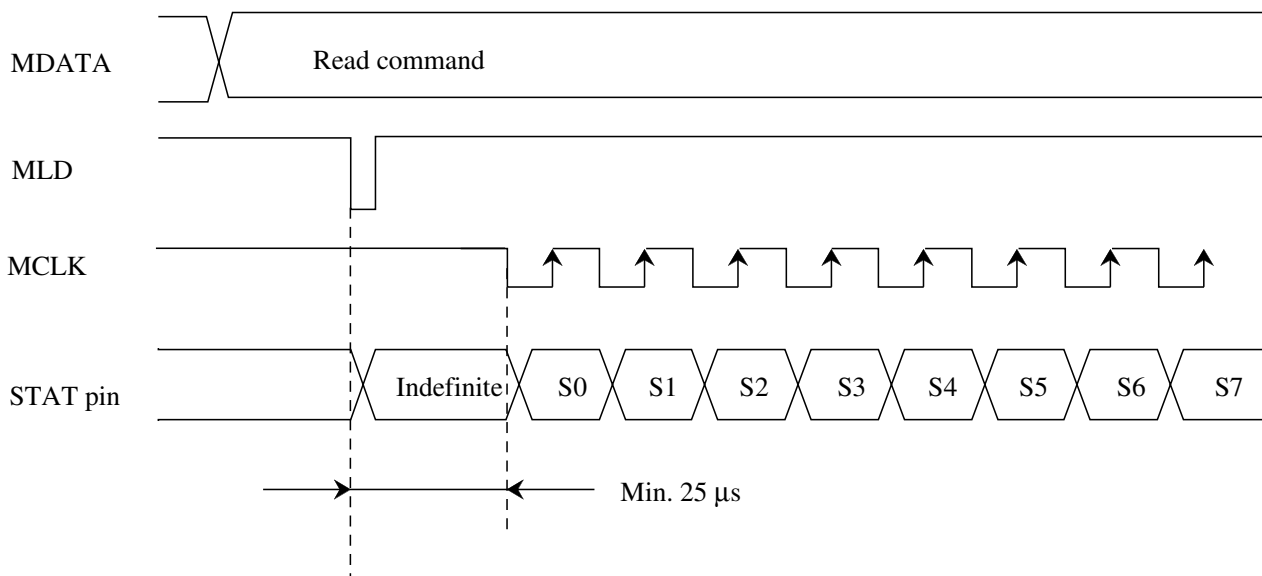 MDATA
Read command
MLD
MCLK
STAT pin
Indefinite
S0
S1
S2
S3
S4
S5
S6
S7
Min. 25 μs